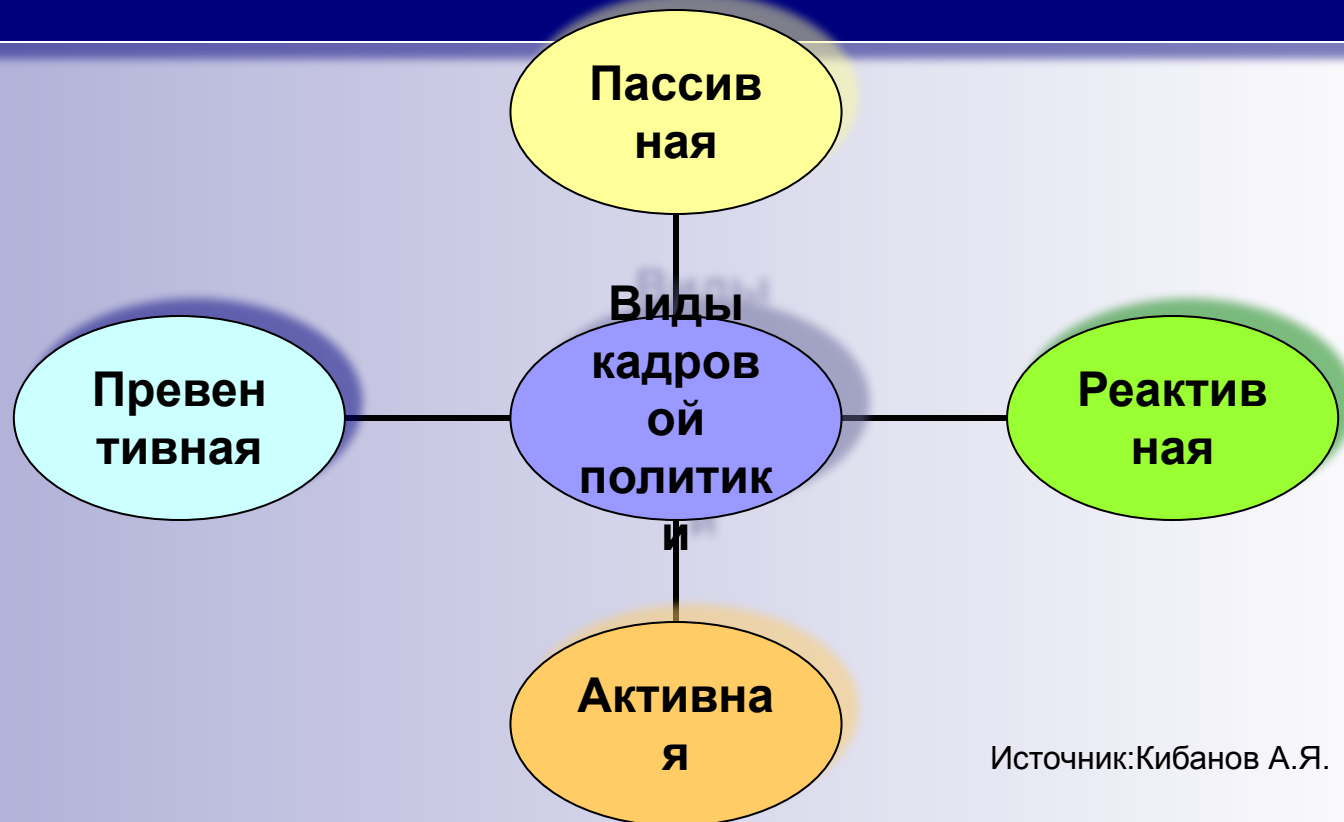 Пассив
ная
Виды
кадров
ой
политик
и
Превен
тивная
Реактив
ная
Активна
я
Источник:Кибанов А.Я.